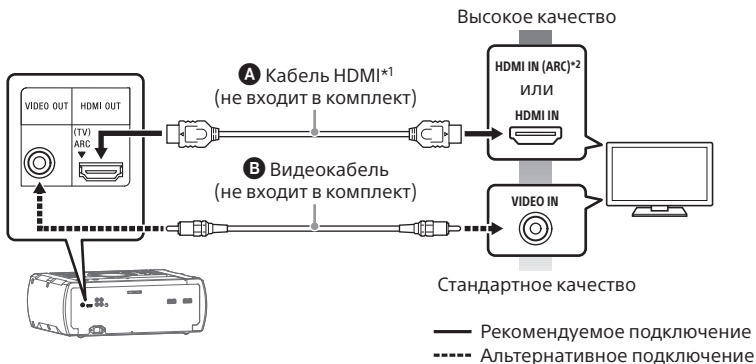 Высокое качество
VIDEO OUT
HDMI OUT
(TV)
ARC
A Кабель HDMI*1
(не входит в комплект)
HDMI IN (ARC)*2
или
HDMI IN
B Видеокабель
(не входит в комплект)
VIDEO IN
Стандартное качество
Рекомендуемое подключение
Альтернативное подключение